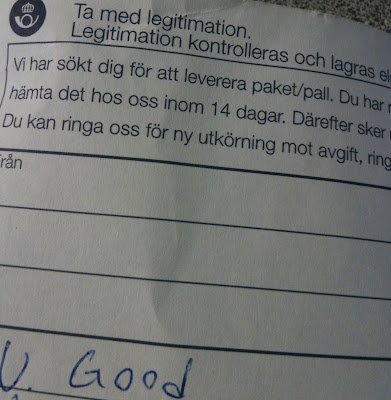 Ta med legitimation.
Legitimation kontrolleras och lagras
Vi har sökt dig för att leverera paket/pall. Du har
hämta det hos oss inom 14 dagar. Därefter sker
Du kan ringa oss för ny utkörning mot avgift, ring
från
V. Good